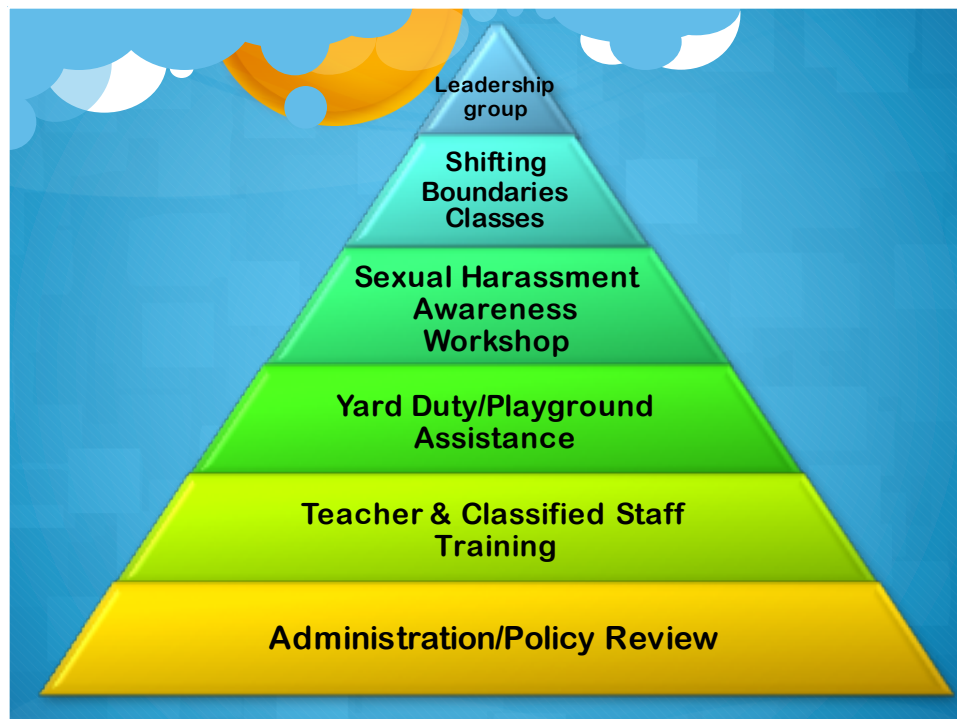 Leadership
group
Shifting
Boundaries
Classes
Sexual Harassment
Awareness
Workshop
Yard Duty/Playground
Assistance
Teacher & Classified Staff
Training
Administration/Policy Review